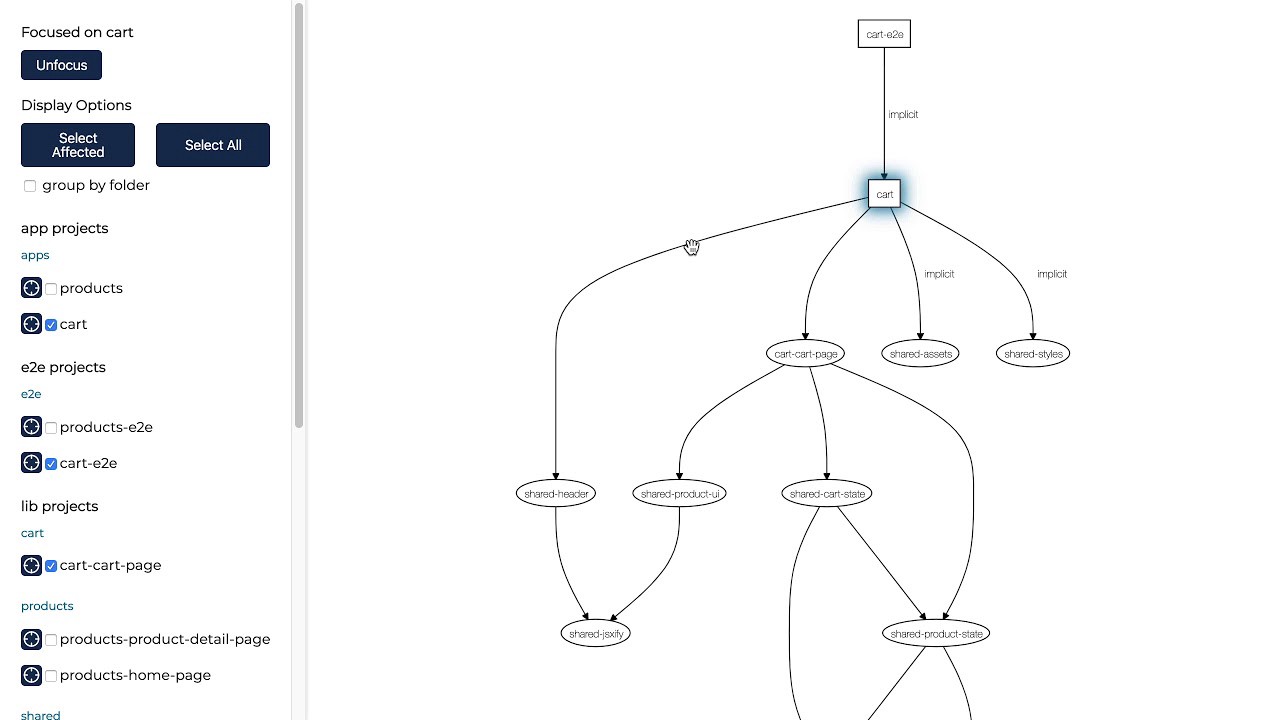 Focused on cart
Unfocus
Display Options
Select
Affected
Select All
group by folder
app projects
apps
products
cart
e2e projects
e2e
products-e2e
cart-e2e
lib projects
cart
cart-cart-page
products
products-product-detail-page
products-home-page
shared
cart-e2e
implicit
cart
implicit
implicit
cart-cart-page
shared-assets
shared-styles
shared-header
shared-product-ui
shared-cart-state
shared-jsxify
shared-product-state